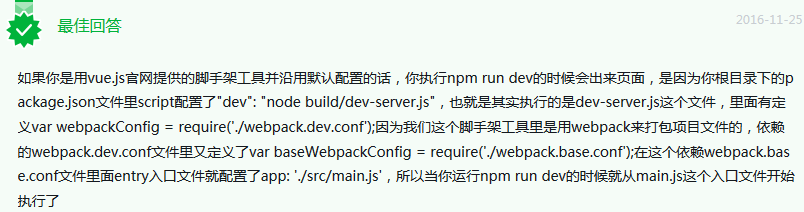 最佳回答
2016-11-25
如果你是用vue.js官网提供的脚手架工具并沿用默认配置的话，你执行npm run dev的时候会出来页面，是因为你根目录下的p
ackage.json文件里script配置了"dev": "node build/dev-server.js"，也就是其实执行的是dev-server.js这个文件，里面有定
义var webpackConfig = require('./webpack.dev.conf');因为我们这个脚手架工具里是用webpack来打包项目文件的，依赖
的webpack.dev.conf文件里又定义了var baseWebpackConfig = require('./webpack.base.conf');在这个依赖webpack.bas
e.conf文件里面entry入口文件就配置了app: './src/main.js'，所以当你运行npm run dev的时候就从main.js这个入口文件开始
执行了